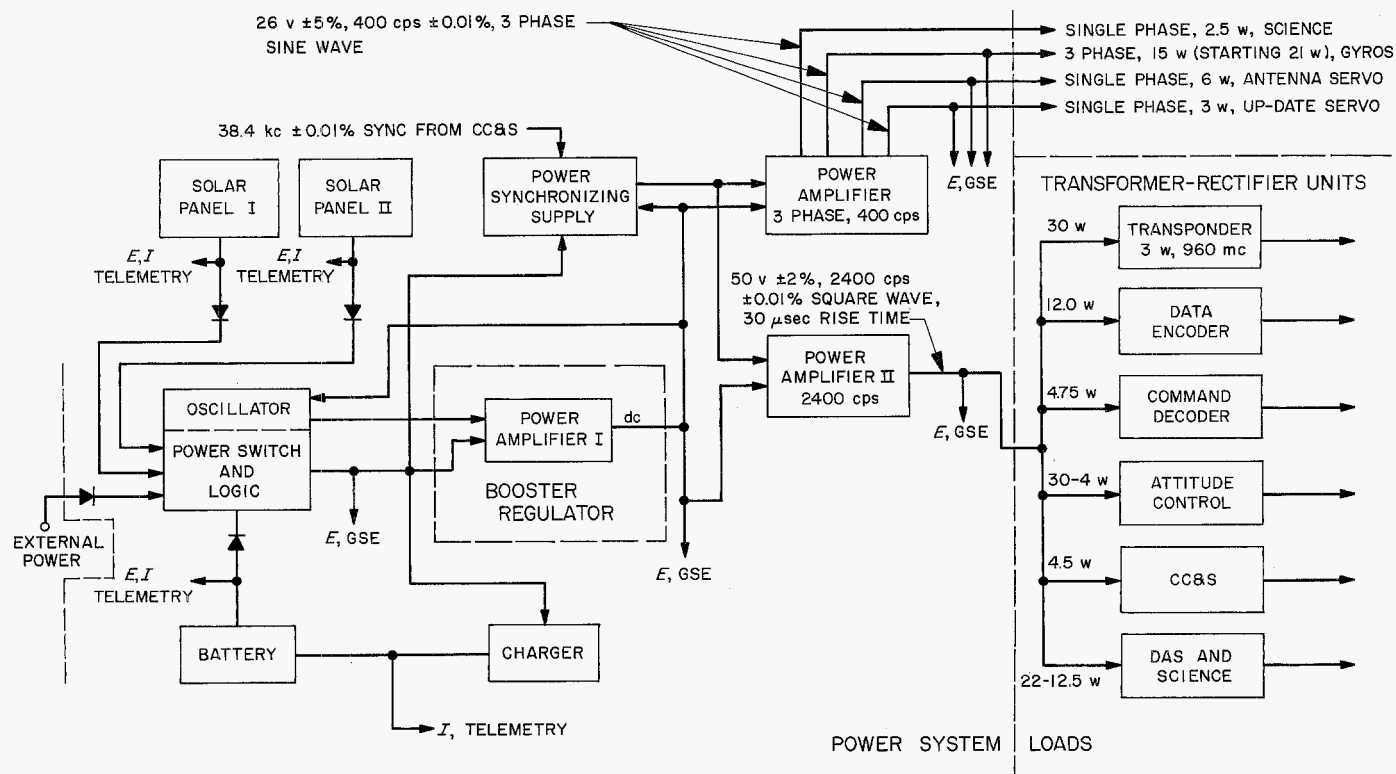 26 v ±5%, 400 cps ±0.01%, 3 PHASE
SINE WAVE
SINGLE PHASE, 2.5 w, SCIENCE
3 PHASE, 15 w (STARTING 21 w), GYROS
SINGLE PHASE, 6 w, ANTENNA SERVO
SINGLE PHASE, 3 w, UP-DATE SERVO
38.4 kc ±0.01% SYNC FROM CC&S
SOLAR
PANEL I
SOLAR
PANEL II
POWER
SYNCHRONIZING
SUPPLY
POWER
AMPLIFIER
3 PHASE, 400 cps
E, GSE
TRANSFORMER-RECTIFIER UNITS
E,I
TELEMETRY
E,I
TELEMETRY
50 v ±2%, 2400 cps
±0.01% SQUARE WAVE,
30 μsec RISE TIME
30 w
TRANSPONDER
3 w, 960 mc
12.0 w
DATA
ENCODER
POWER
AMPLIFIER II
2400 cps
E, GSE
4.75 w
COMMAND
DECODER
OSCILLATOR
POWER SWITCH
AND
LOGIC
POWER
AMPLIFIER I
dc
BOOSTER
REGULATOR
30-4 w
ATTITUDE
CONTROL
EXTERNAL
POWER
E, GSE
E, GSE
E,I
TELEMETRY
4.5 w
CC&S
BATTERY
CHARGER
22-12.5 w
DAS AND
SCIENCE
I, TELEMETRY
POWER SYSTEM
LOADS